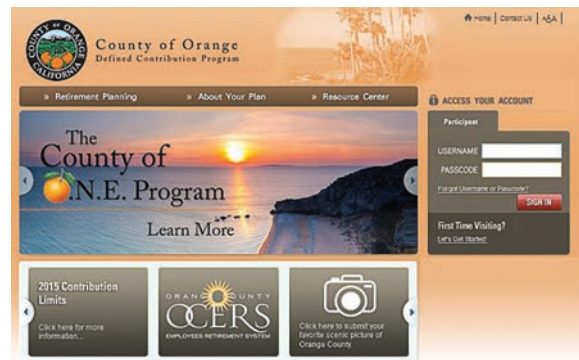 COUNTY OF ORANGE
CALIFORNIA
County of Orange
Defined Contribution Program
Home | Contact Us | A|A|A |
» Retirement Planning » About Your Plan » Resource Center
The
County of
.N.E. Program
Learn More
ACCESS YOUR ACCOUNT
Participant
USERNAME
PASSCODE
Forgot Username or Passcode?
SIGN IN
First Time Visiting?
Let's Get Started!
2015 Contribution
Limits
Click here for more
information...
ORANGE COUNTY
OCERS
EMPLOYEES RETIREMENT SYSTEM
Click here to submit your
favorite scenic picture of
Orange County.